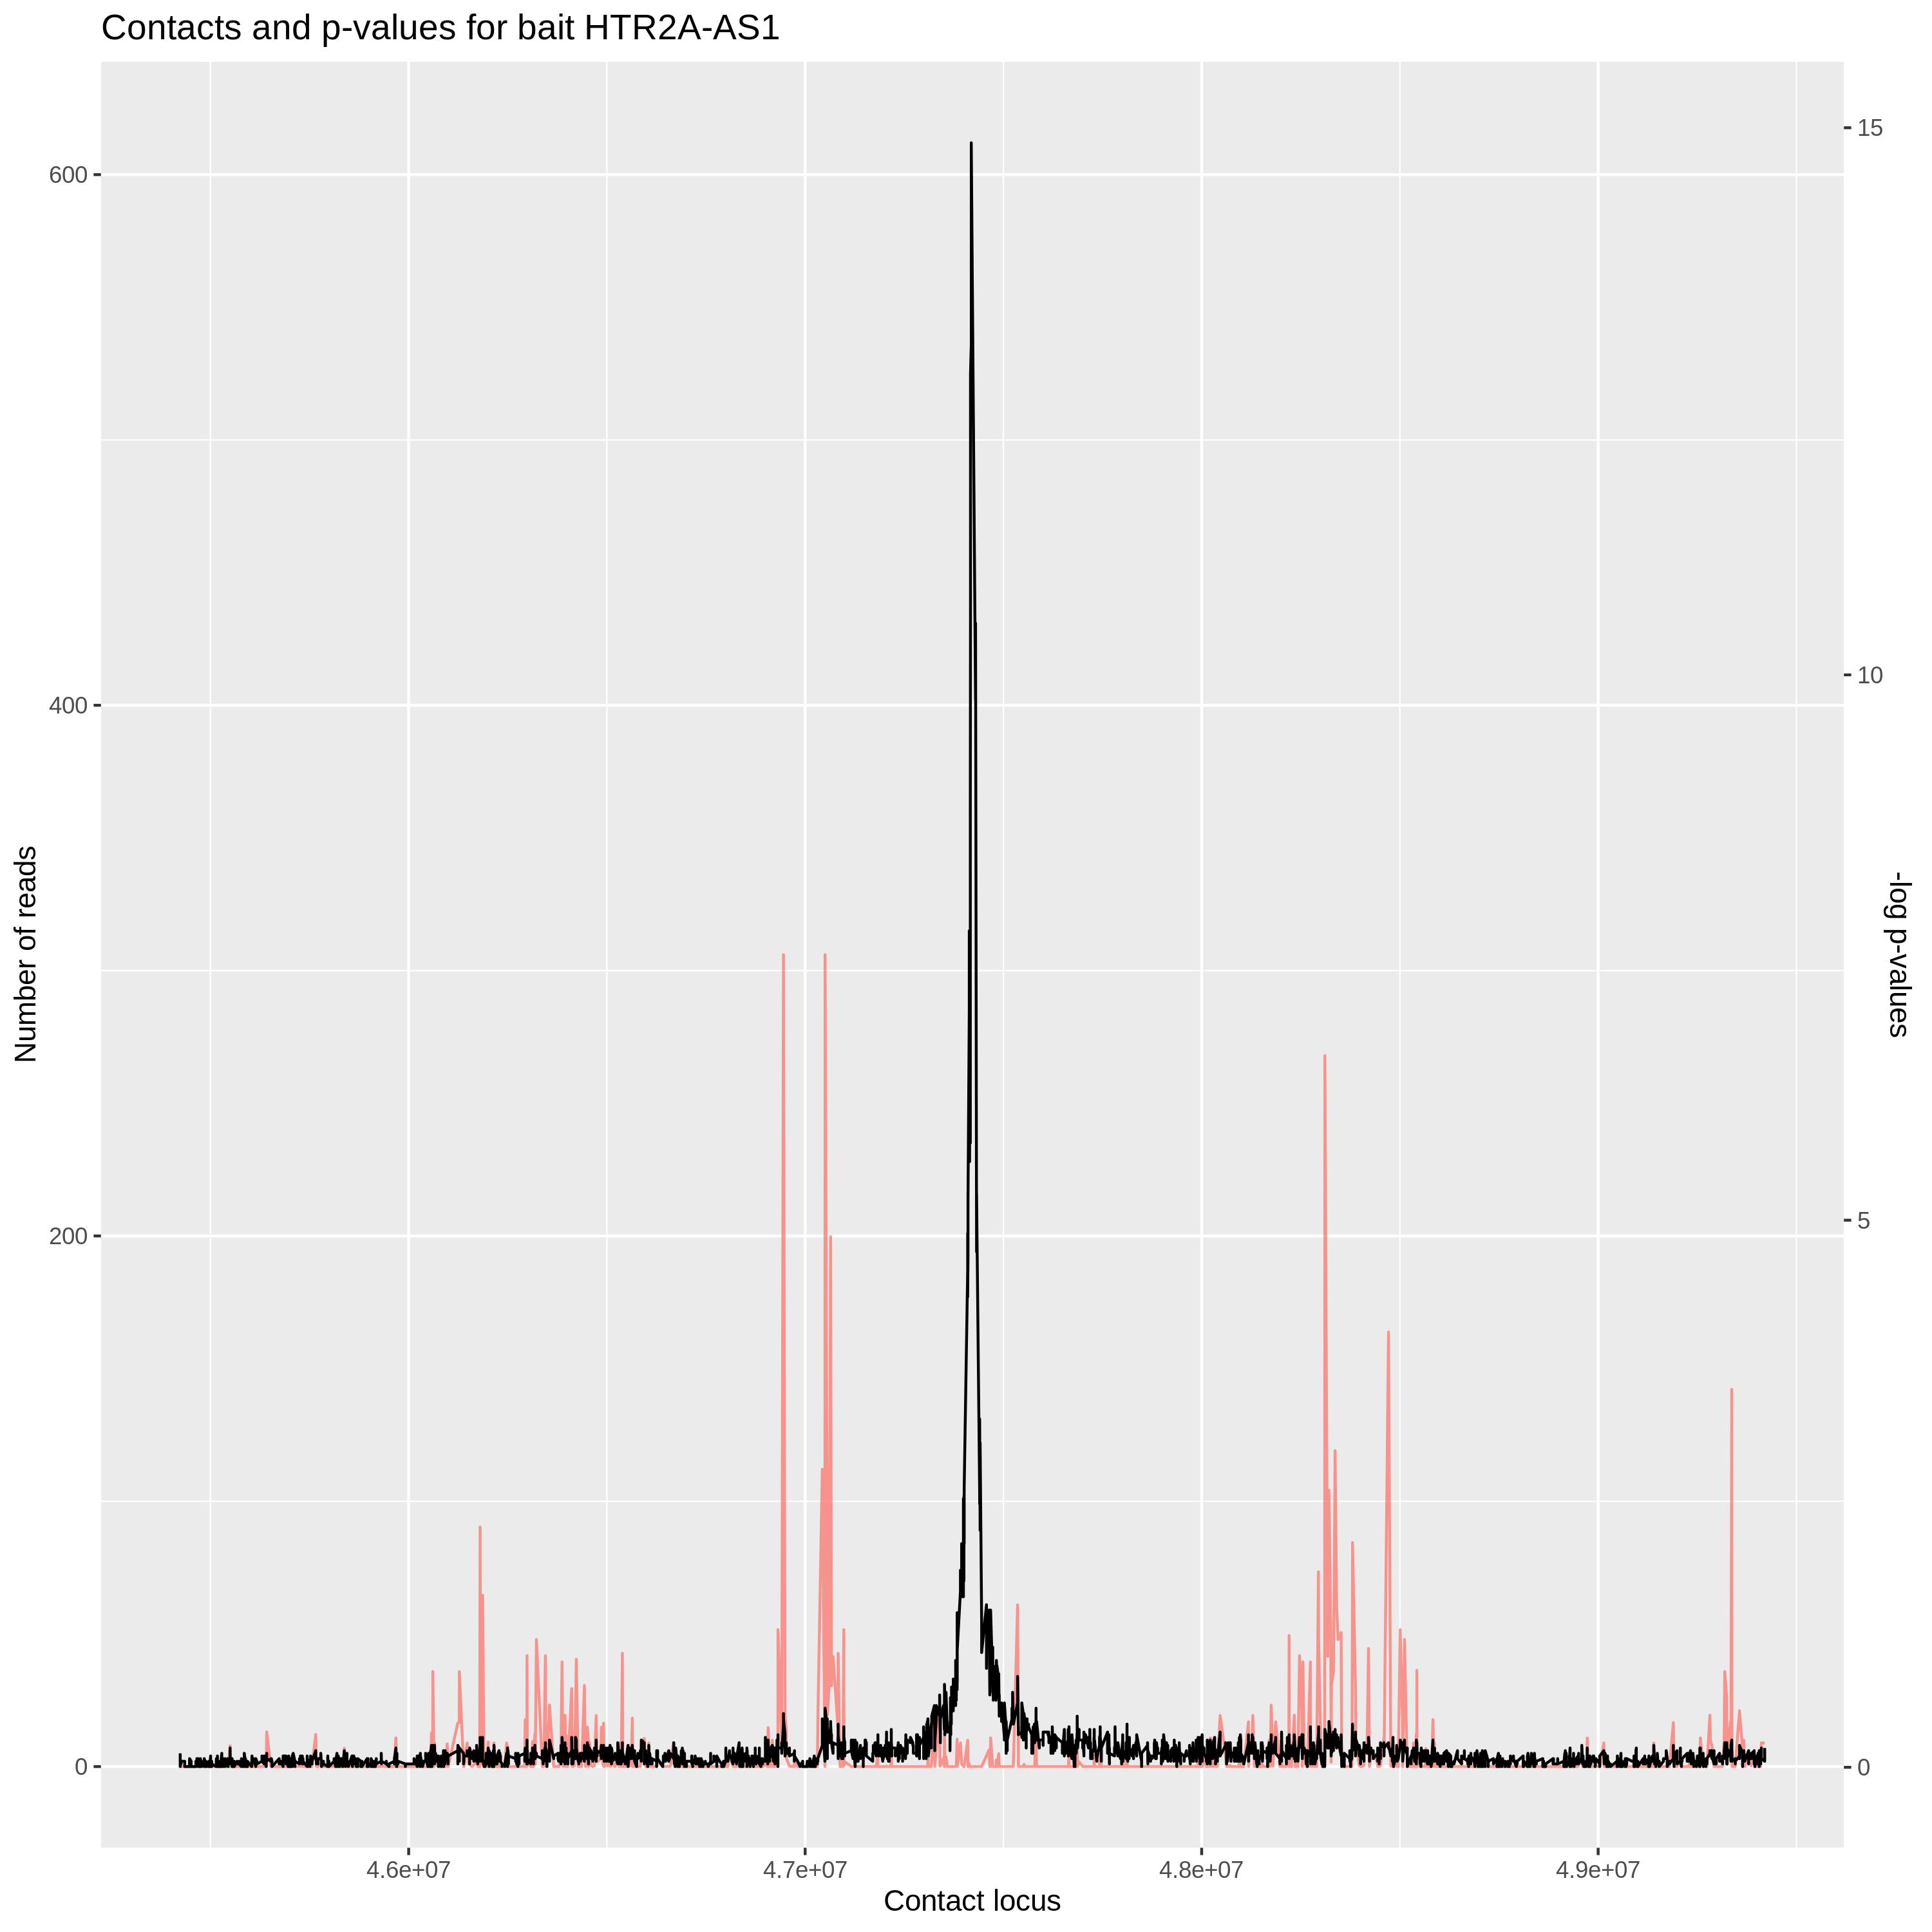 Contacts and p-values for bait HTR2A-AS1
600
400
200
0
Number of reads
15
10
5
0
-log p-values
4.6e+07 4.7e+07 4.8e+07 4.9e+07
Contact locus